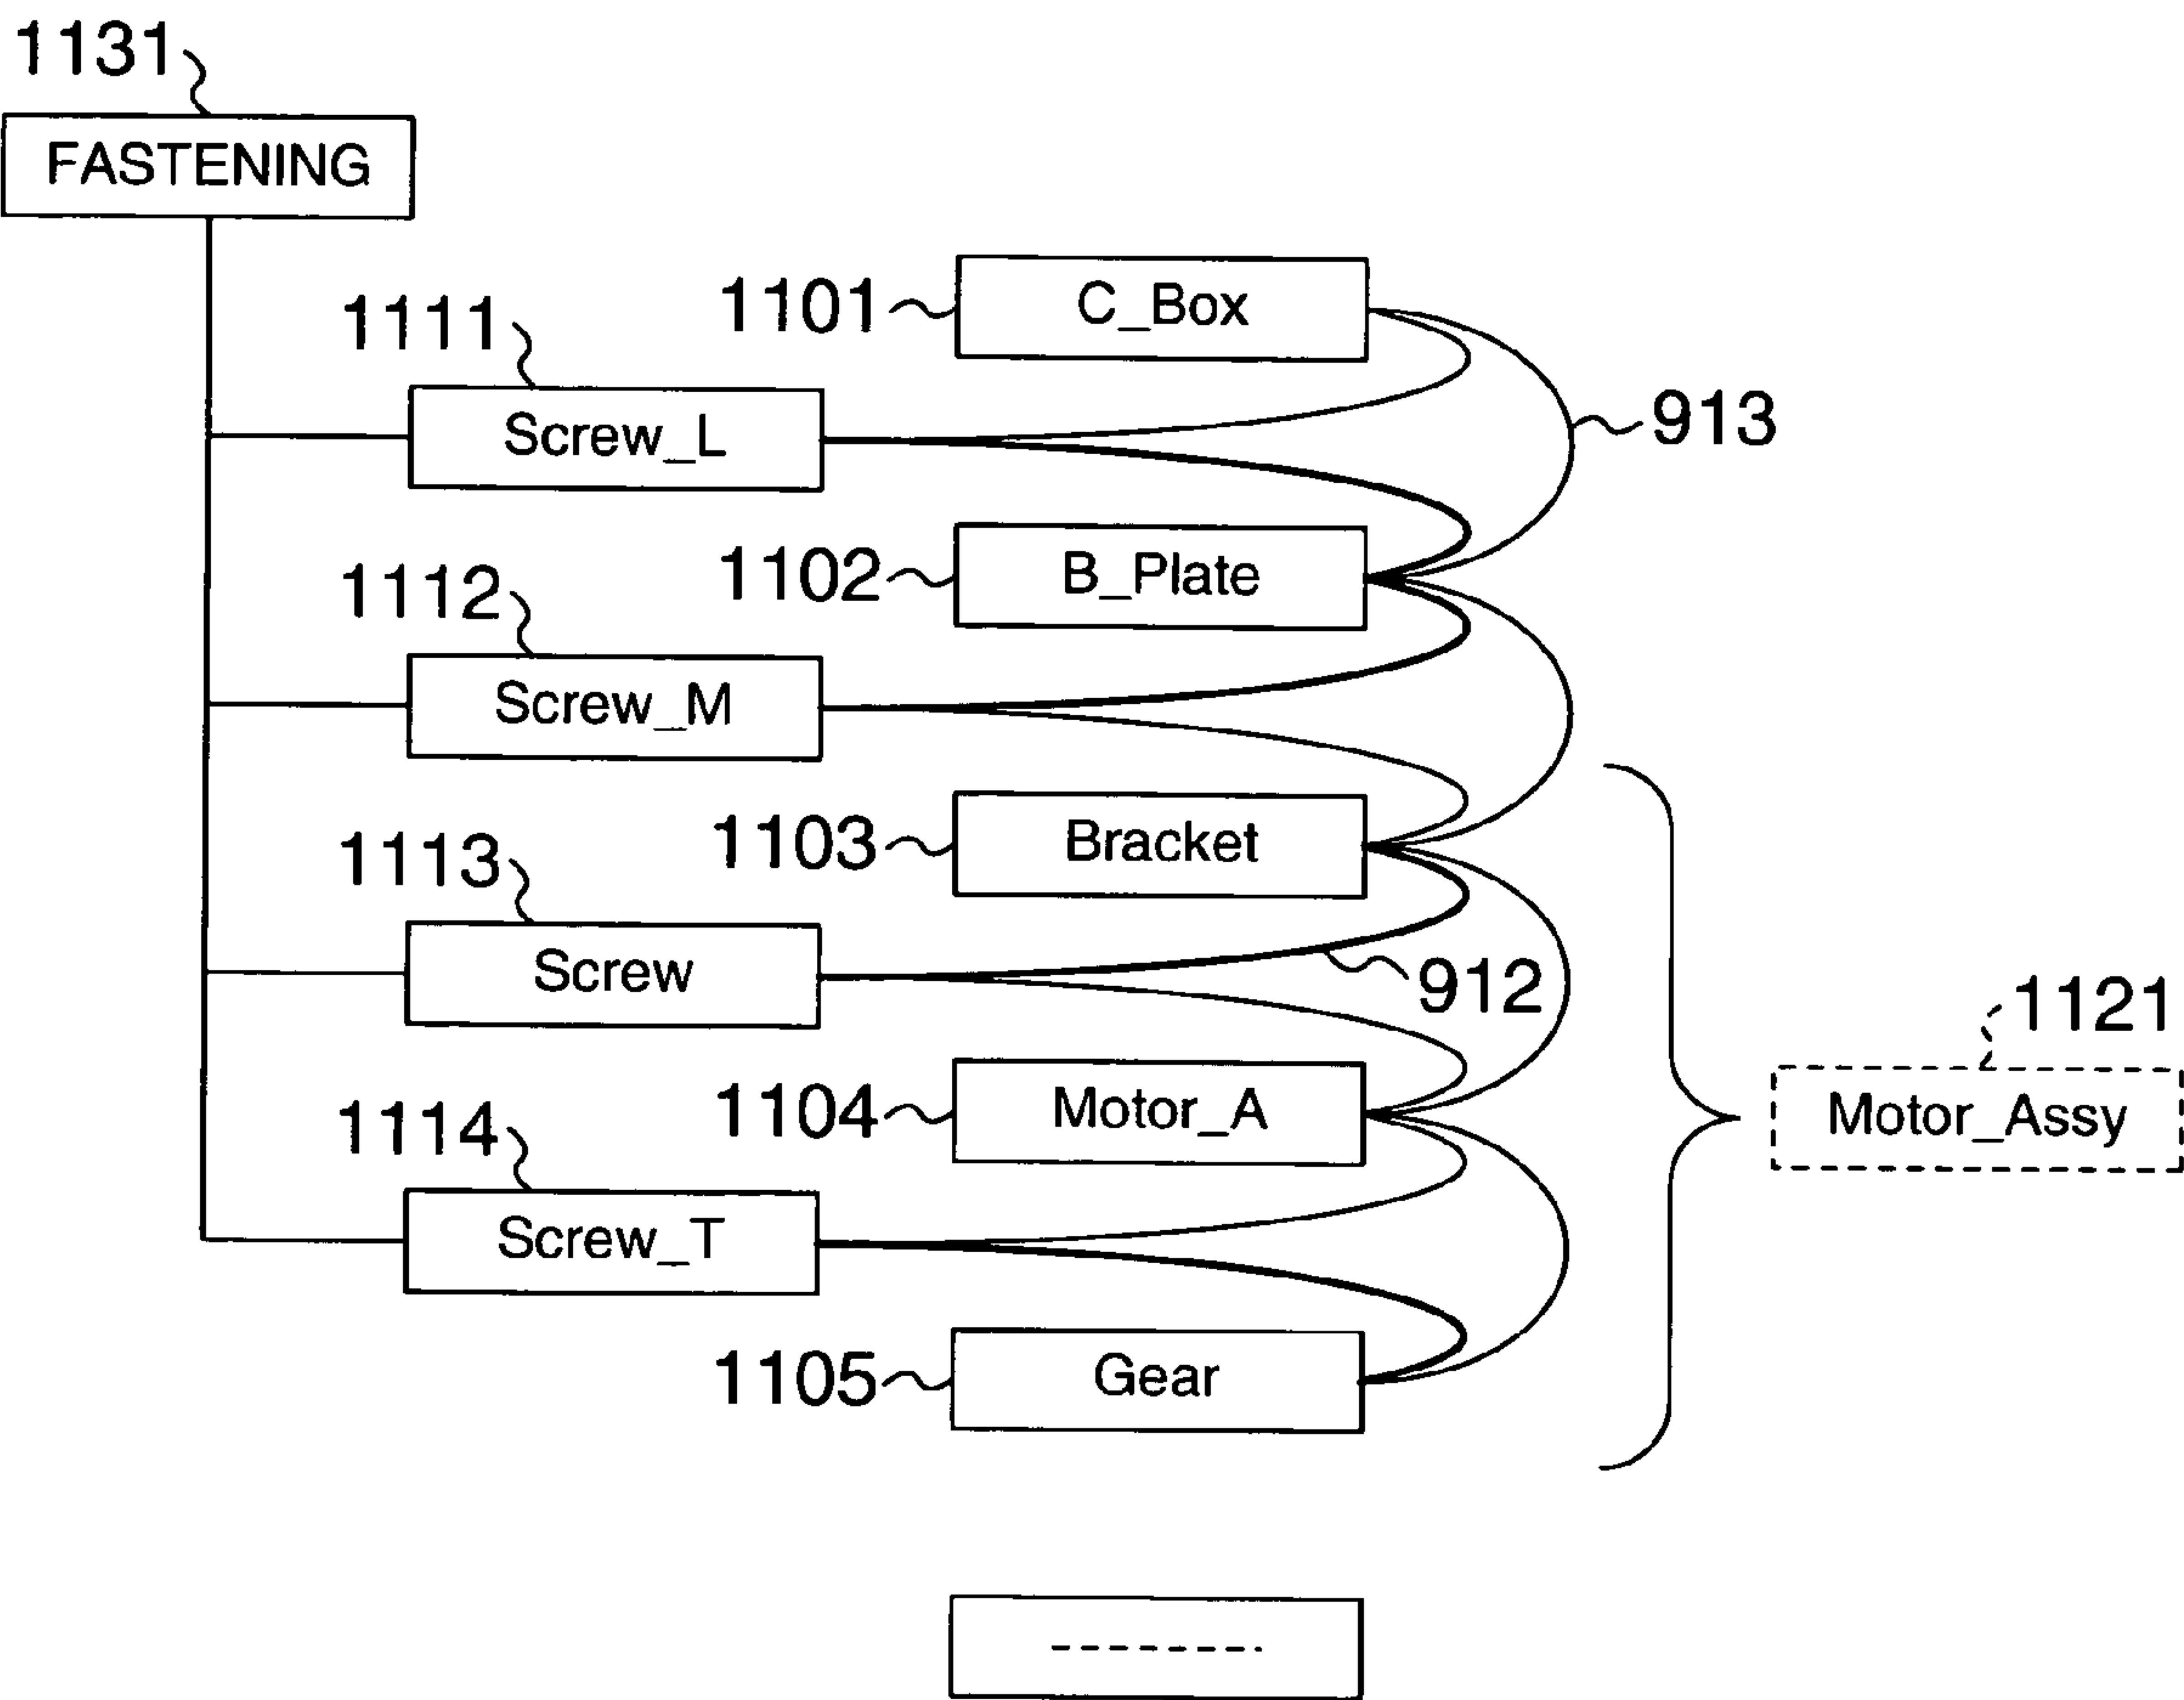 1131
FASTENING
1101
C_Box
1111
913
Screw_L
1102
B_Plate
1112
Screw_M
1103
Bracket
1113
Screw
912
1121
1104
Motor_A
Motor_Assy
1114
Screw_T
1105
Gear
---------